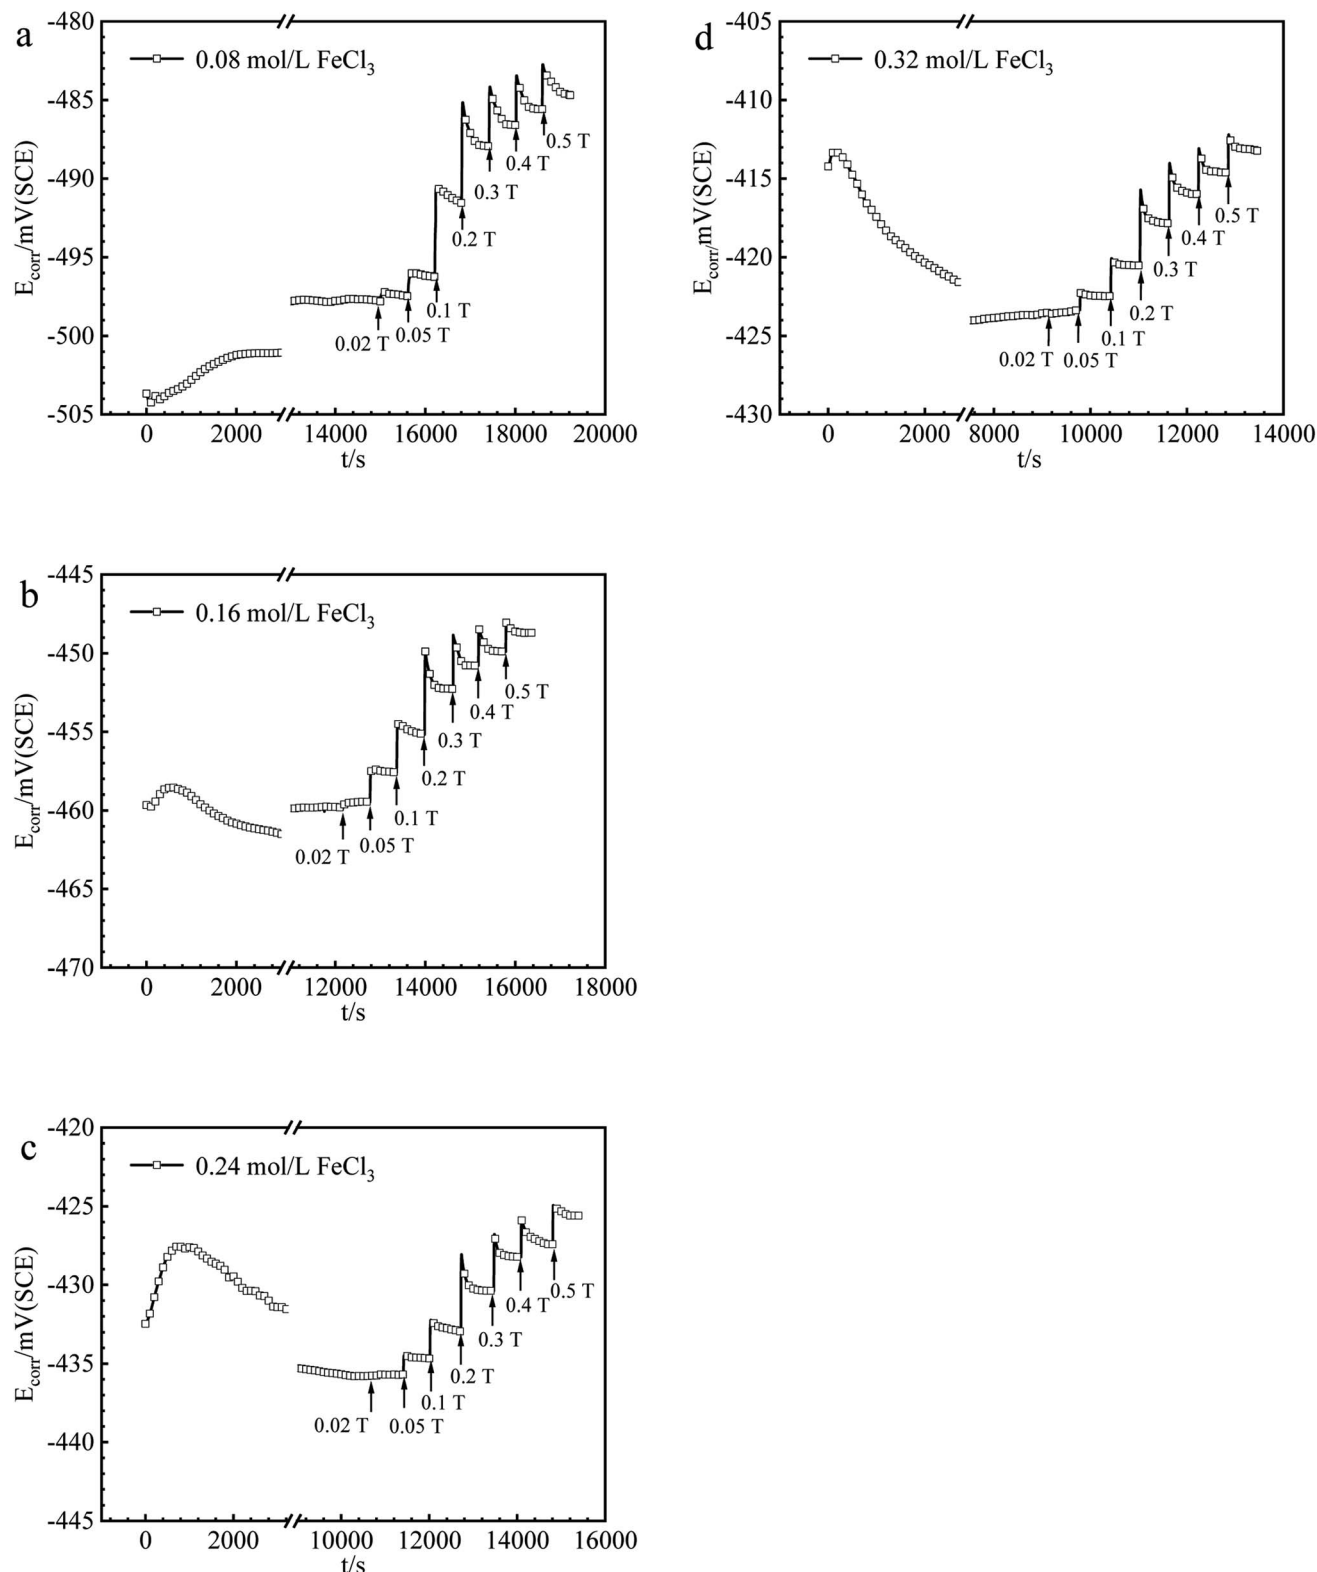 a
0.08 mol/L FeCl₃
-480
-485
-490
-495
-500
-505
E_corr/mV(SCE)
0.02 T
0.05 T
0.1 T
0.2 T
0.3 T
0.4 T
0.5 T
0 2000 14000 16000 18000 20000
t/s
d
0.32 mol/L FeCl₃
-405
-410
-415
-420
-425
-430
E_corr/mV(SCE)
0.02 T
0.05 T
0.1 T
0.2 T
0.3 T
0.4 T
0.5 T
0 2000 8000 10000 12000 14000
t/s
b
0.16 mol/L FeCl₃
-445
-450
-455
-460
-465
-470
E_corr/mV(SCE)
0.02 T
0.05 T
0.1 T
0.2 T
0.3 T
0.4 T
0.5 T
0 2000 12000 14000 16000 18000
t/s
c
0.24 mol/L FeCl₃
-420
-425
-430
-435
-440
-445
E_corr/mV(SCE)
0.02 T
0.05 T
0.1 T
0.2 T
0.3 T
0.4 T
0.5 T
0 2000 10000 12000 14000 16000
t/s